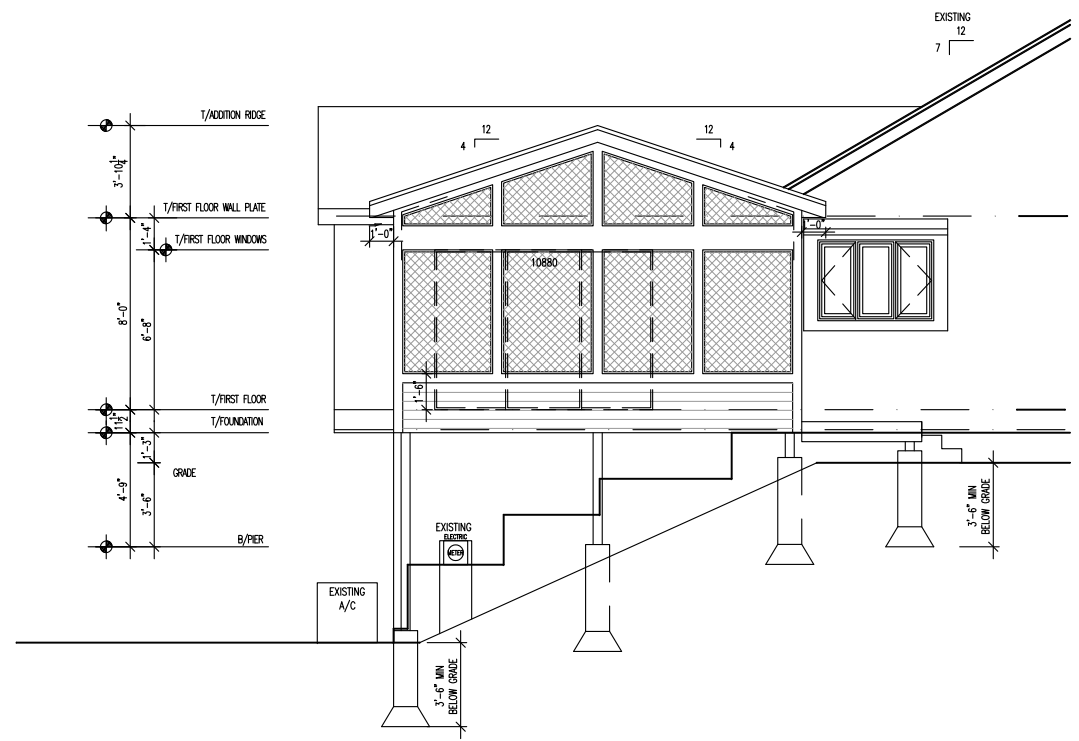 EXISTING
12
7
T/ADDITION RIDGE
12
4
12
4
3'-10 1/4"
T/FIRST FLOOR WALL PLATE
1'-4"
T/FIRST FLOOR WINDOWS
1'-0"
1'-0"
10880
8'-0"
6'-8"
1'-6"
T/FIRST FLOOR
11 1/2"
T/FOUNDATION
1'-3"
GRADE
4'-9"
3'-6"
B/PIER
EXISTING
ELECTRIC
METER
3'-6" MIN
BELOW GRADE
EXISTING
A/C
3'-6" MIN
BELOW GRADE